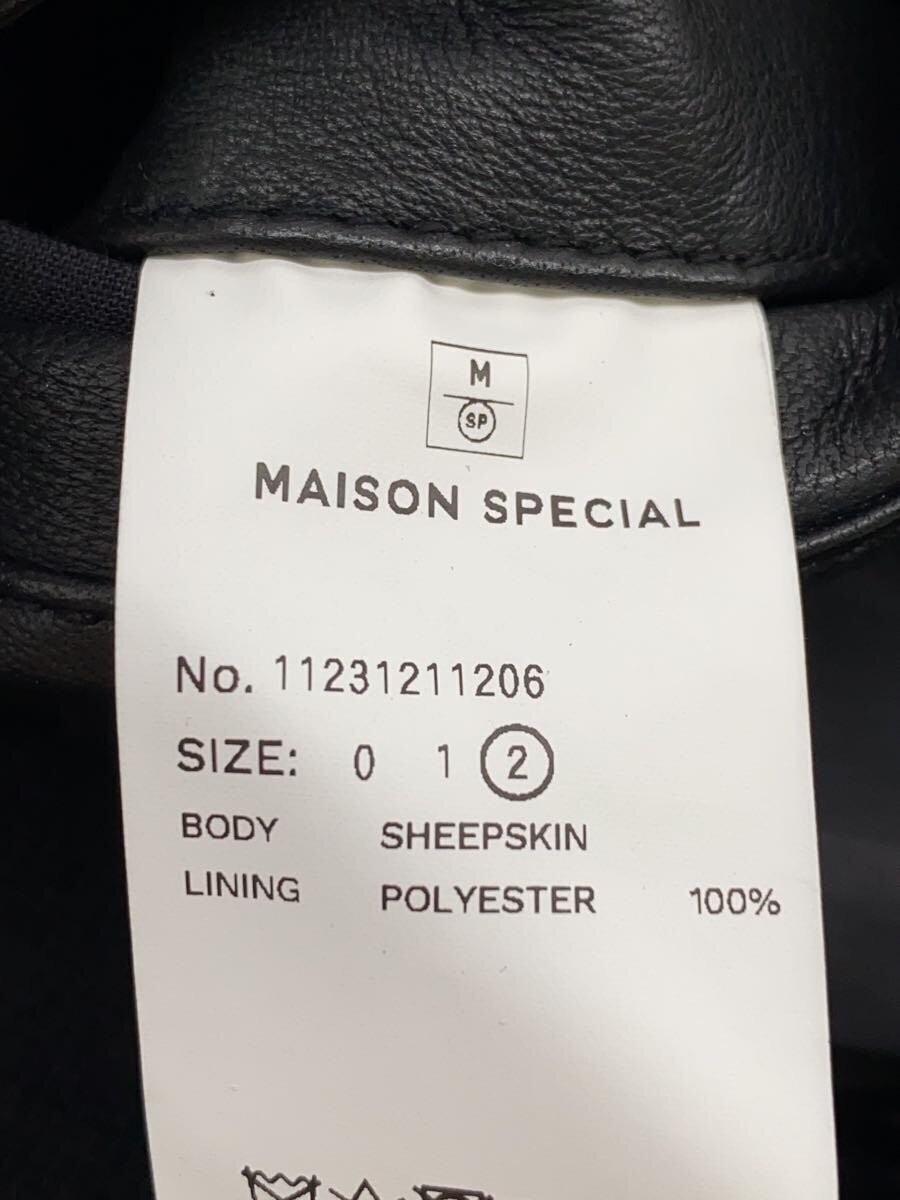 M
SP
MAISON SPECIAL
No. 11231211206
SIZE: 0 1 2
BODY SHEEPSKIN
LINING POLYESTER 100%